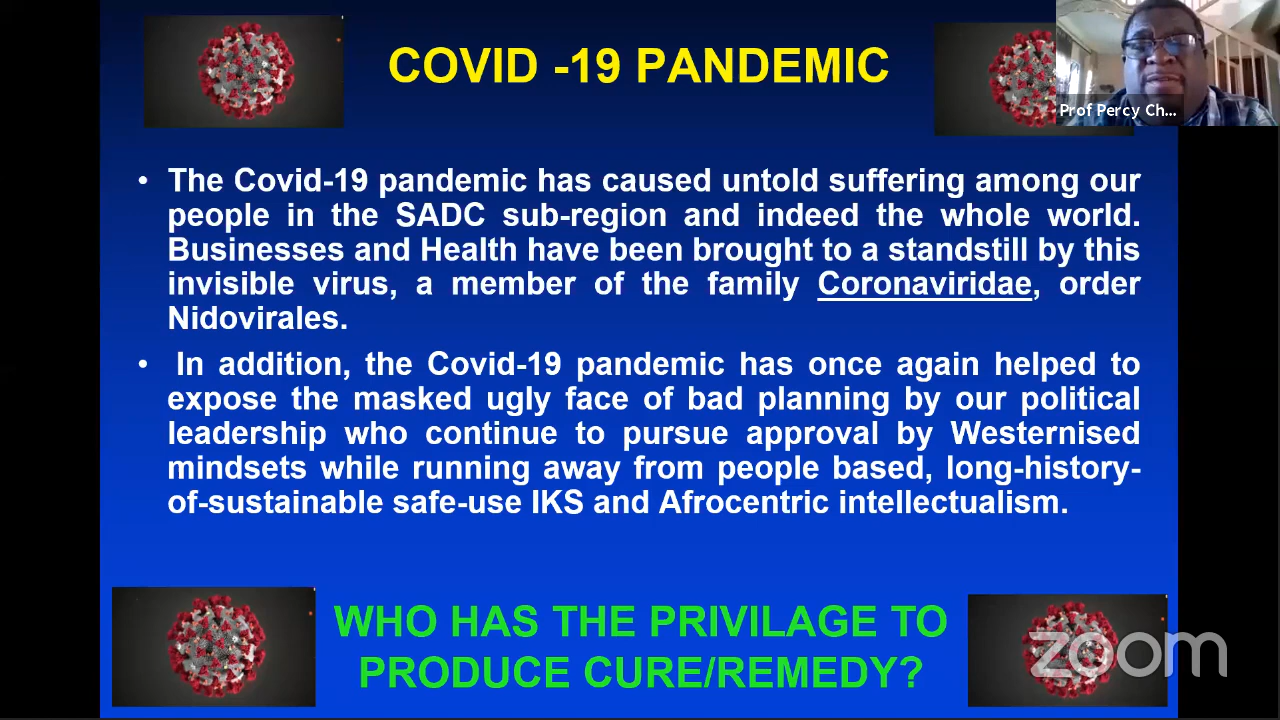 COVID -19 PANDEMIC
Prof Percy Ch...
• The Covid-19 pandemic has caused untold suffering among our
people in the SADC sub-region and indeed the whole world.
Businesses and Health have been brought to a standstill by this
invisible virus, a member of the family Coronaviridae, order
Nidovirales.
• In addition, the Covid-19 pandemic has once again helped to
expose the masked ugly face of bad planning by our political
leadership who continue to pursue approval by Westernised
mindsets while running away from people based, long-history-
of-sustainable safe-use IKS and Afrocentric intellectualism.
WHO HAS THE PRIVILAGE TO
PRODUCE CURE/REMEDY?
zoom